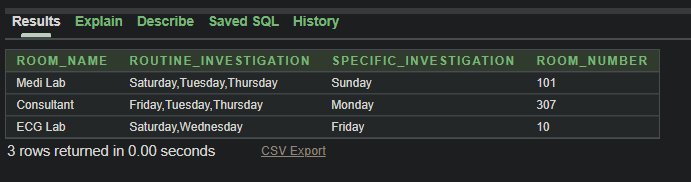 Results Explain Describe Saved SQL History
ROOM_NAME ROUTINE_INVESTIGATION SPECIFIC_INVESTIGATION ROOM_NUMBER
Medi Lab Saturday,Tuesday,Thursday Sunday 101
Consultant Friday,Tuesday,Thursday Monday 307
ECG Lab Saturday,Wednesday Friday 10
3 rows returned in 0.00 seconds CSV Export